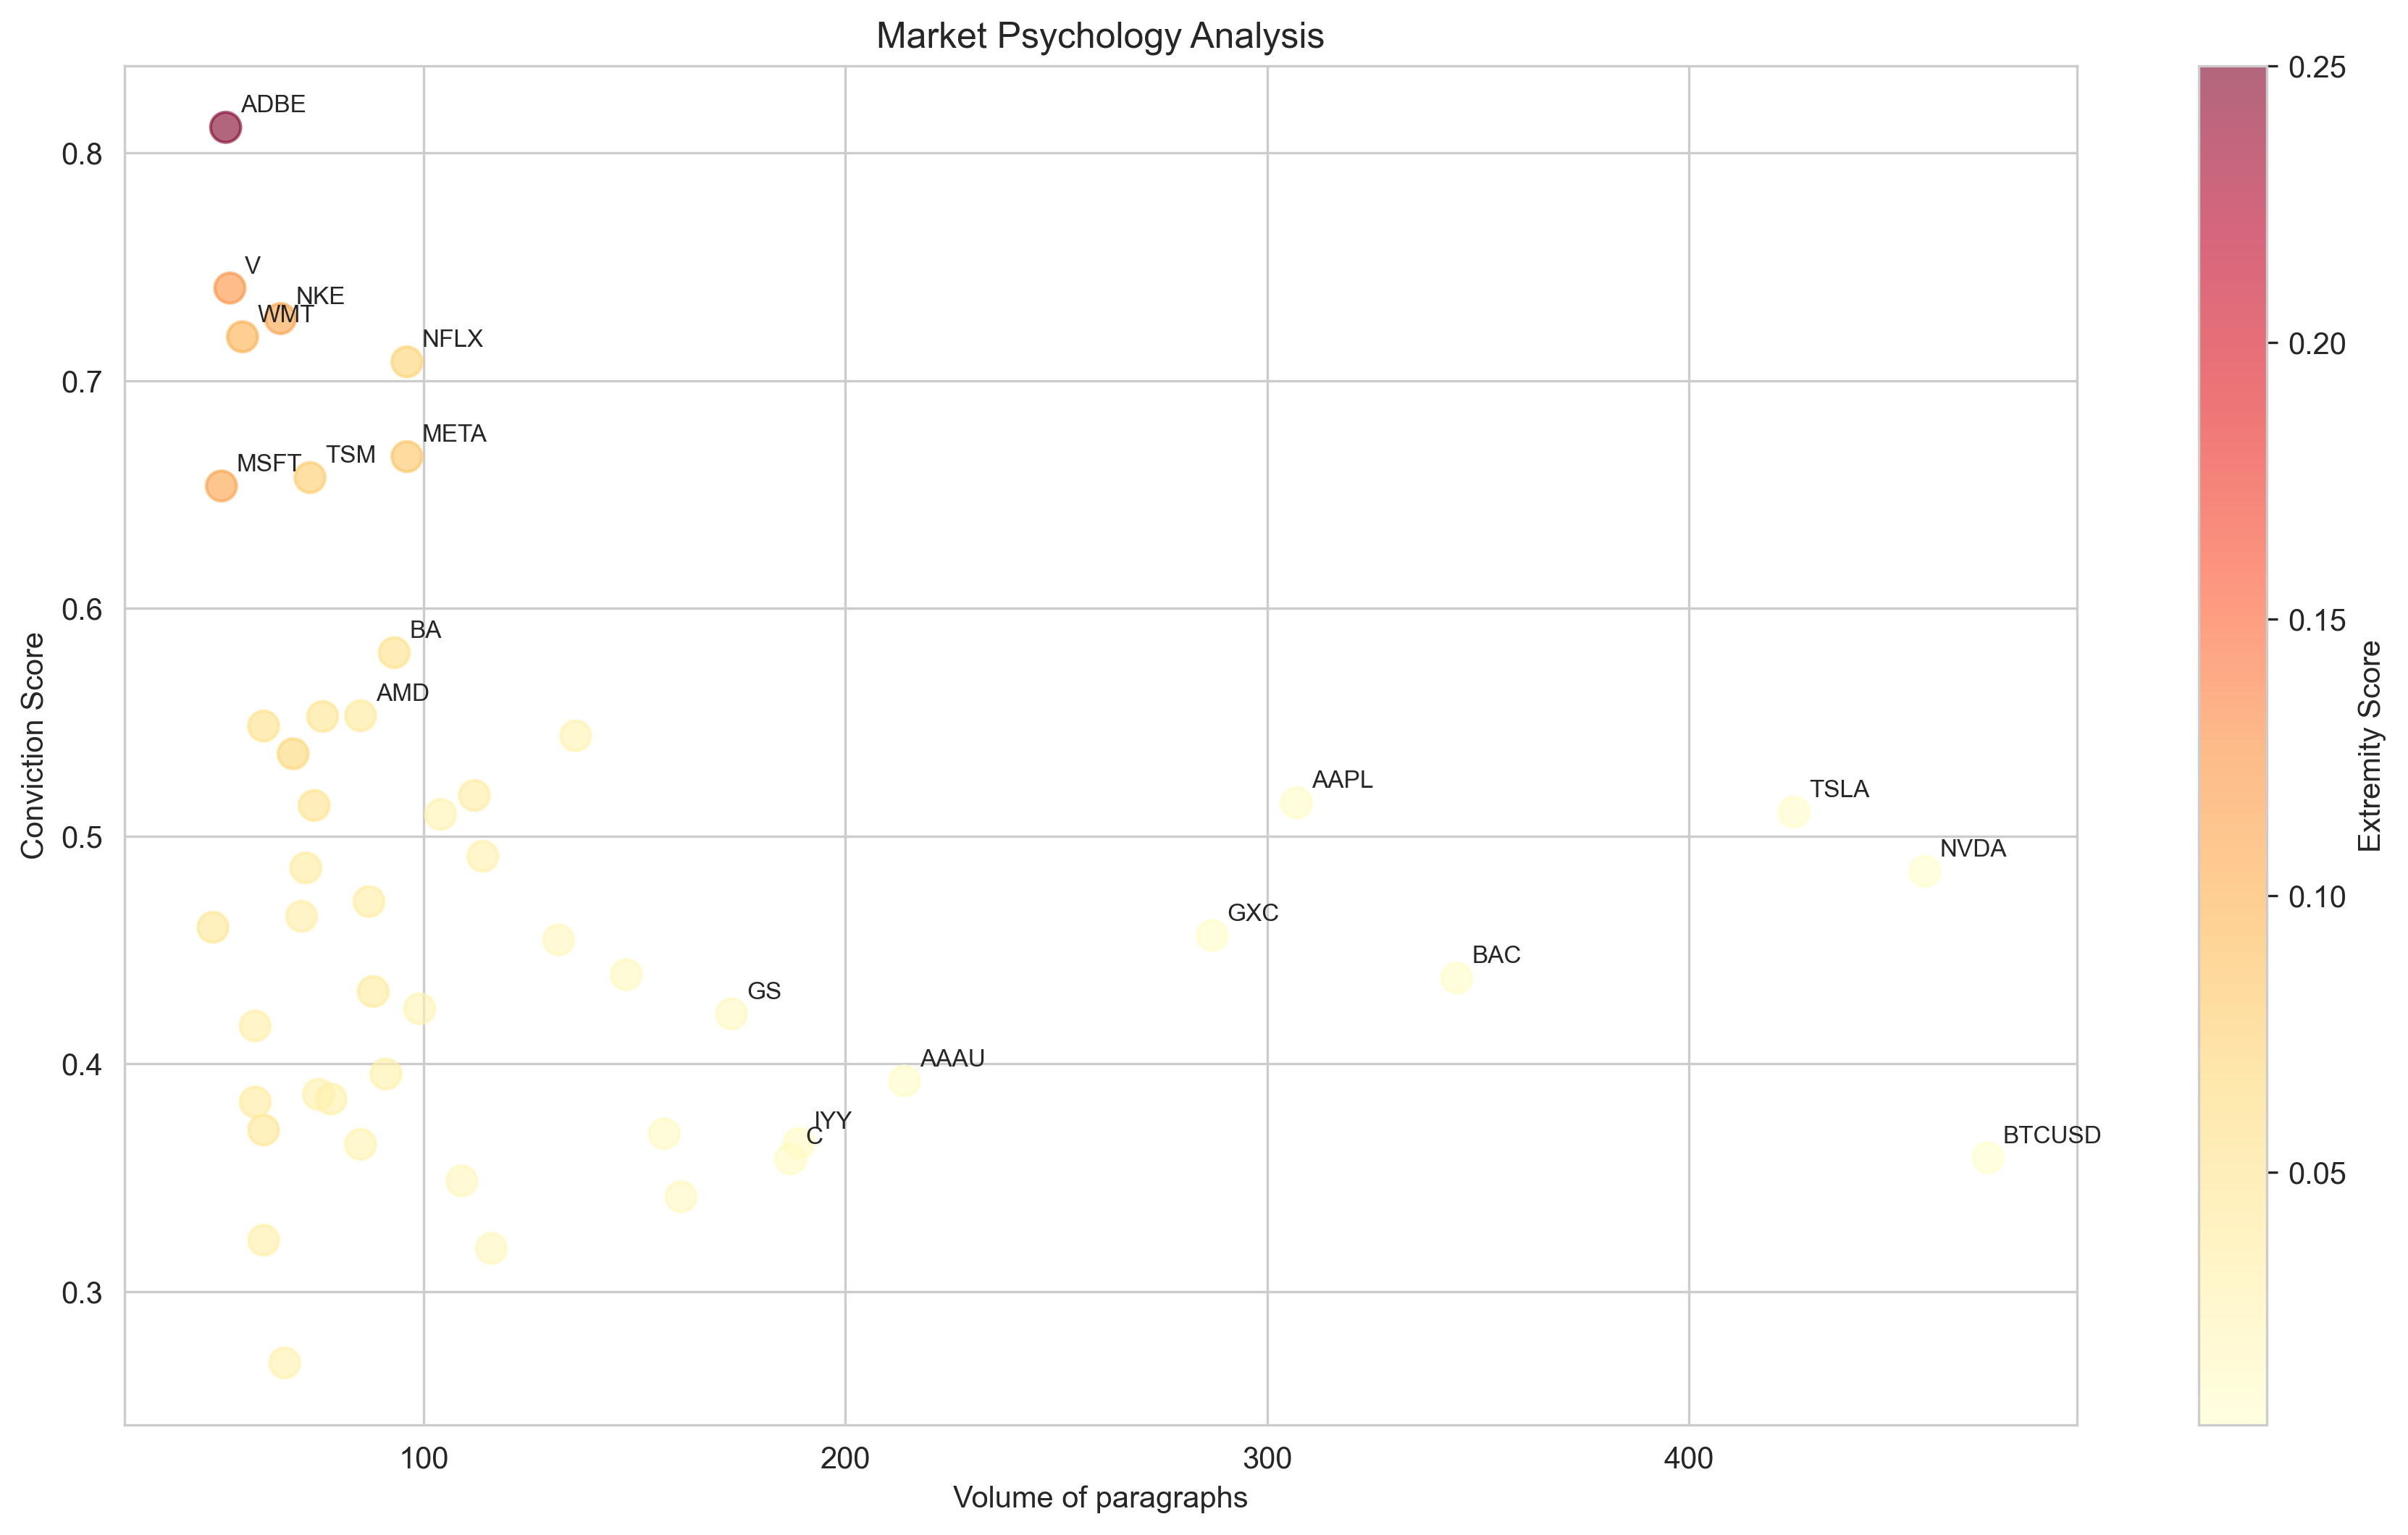 Market Psychology Analysis
ADBE
0.25
0.8
V
NKE
WMT
NFLX
0.20
0.7
META
MSFT
TSM
0.6
BA
0.15
AMD
Conviction Score
Extremity Score
AAPL
TSLA
0.5
NVDA
GXC
0.10
BAC
GS
0.4
AAAU
IYY
C
BTCUSD
0.05
0.3
100
200
300
400
Volume of paragraphs